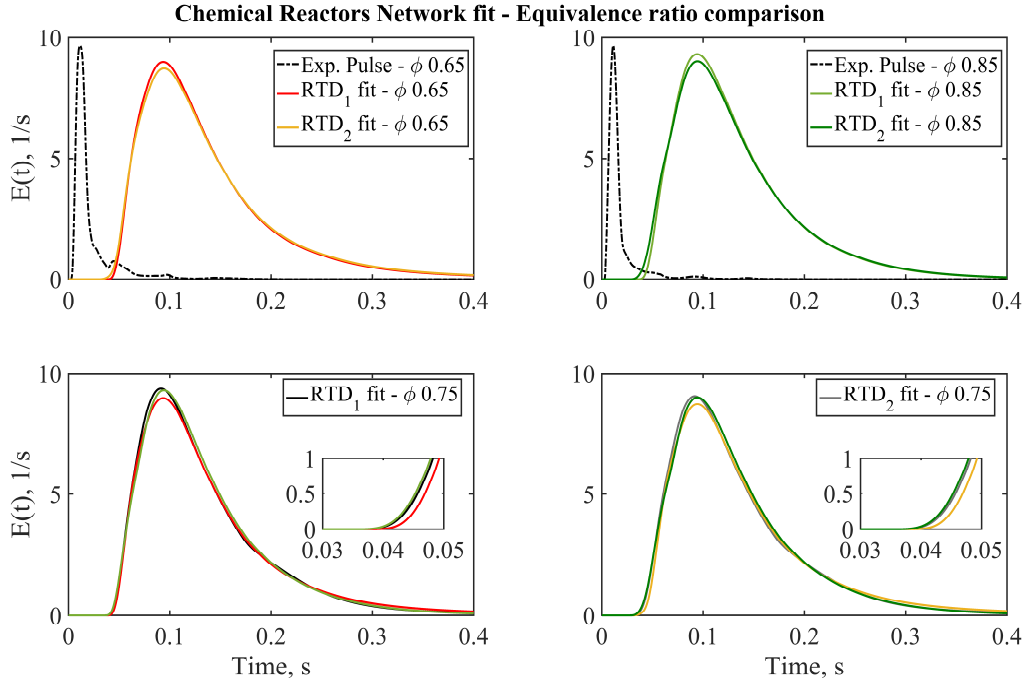 Chemical Reactors Network fit - Equivalence ratio comparison
E(t), 1/s
10
5
0
0 0.1 0.2 0.3 0.4
Exp. Pulse - ϕ 0.65
RTD₁ fit - ϕ 0.65
RTD₂ fit - ϕ 0.65
10
5
0
0 0.1 0.2 0.3 0.4
Exp. Pulse - ϕ 0.85
RTD₁ fit - ϕ 0.85
RTD₂ fit - ϕ 0.85
E(t), 1/s
10
5
0
0 0.1 0.2 0.3 0.4
Time, s
RTD₁ fit - ϕ 0.75
1
0.5
0
0.03 0.04 0.05
10
5
0
0 0.1 0.2 0.3 0.4
Time, s
RTD₂ fit - ϕ 0.75
1
0.5
0
0.03 0.04 0.05